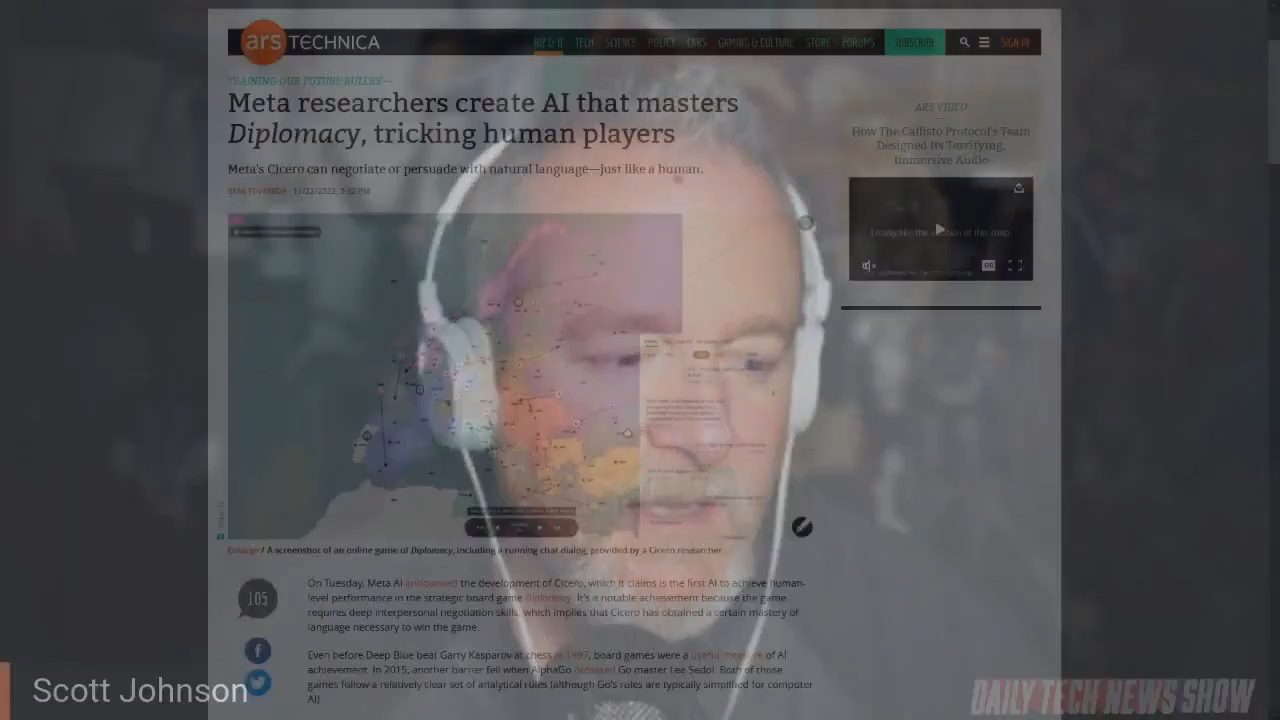 ars TECHNICA
BIZ & IT TECH SCIENCE POLICY CARS GAMING & CULTURE STORE FORUMS SUBSCRIBE SIGN IN
TRAINING OUR FUTURE RULERS—
Meta researchers create AI that masters
Diplomacy, tricking human players
Meta's Cicero can negotiate or persuade with natural language—just like a human.
BENJ EDWARDS - 11/22/2022, 2:32 PM
ARS VIDEO
How The Callisto Protocol's Team
Designed Its Terrifying,
Immersive Audio
CC
Enlarge / A screenshot of an online game of Diplomacy, including a running chat dialog, provided by a Cicero researcher.
105
On Tuesday, Meta AI announced the development of Cicero, which it claims is the first AI to achieve human-
level performance in the strategic board game Diplomacy. It's a notable achievement because the game
requires deep interpersonal negotiation skills, which implies that Cicero has obtained a certain mastery of
language necessary to win the game.
Even before Deep Blue beat Garry Kasparov at chess in 1997, board games were a useful measure of AI
achievement. In 2015, another barrier fell when AlphaGo defeated Go master Lee Sedol. Both of those
games follow a relatively clear set of analytical rules (although Go's rules are typically simplified for computer
AI)
Scott Johnson
DAILY TECH NEWS SHOW